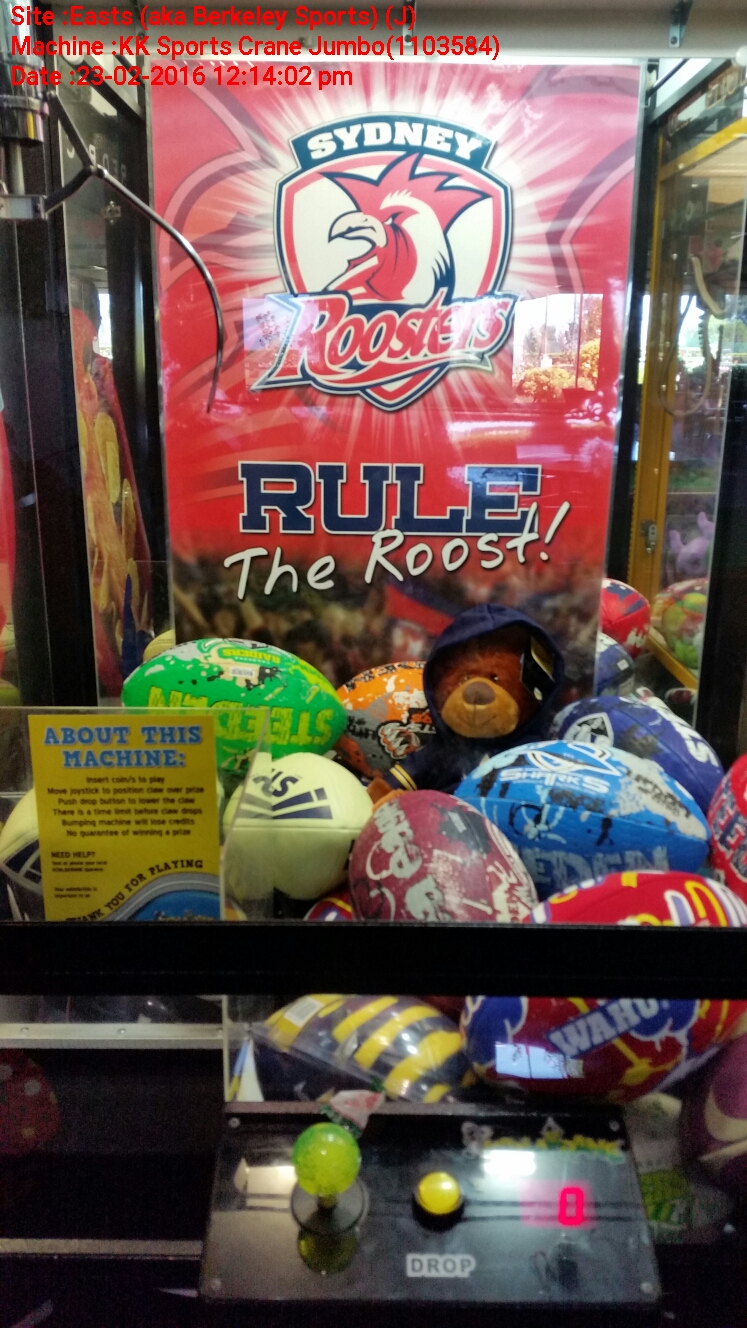 Site :Easts (aka Berkeley Sports) (J)
Machine :KK Sports Crane Jumbo(1103584)
Date :23-02-2016 12:14:02 pm
SYDNEY
Roosters
RULE
The Roost!
RAIDERS
STEEDEN
SHARKS
ABOUT THIS
MACHINE:
Insert coin/s to play
Move joystick to position claw over prize
Push drop button to lower the claw
There is a time limit before claw drops
Bumping machine will lose credits
No guarantee of winning a prize
NEED HELP?
THANK YOU FOR PLAYING
WAHU
0
DROP